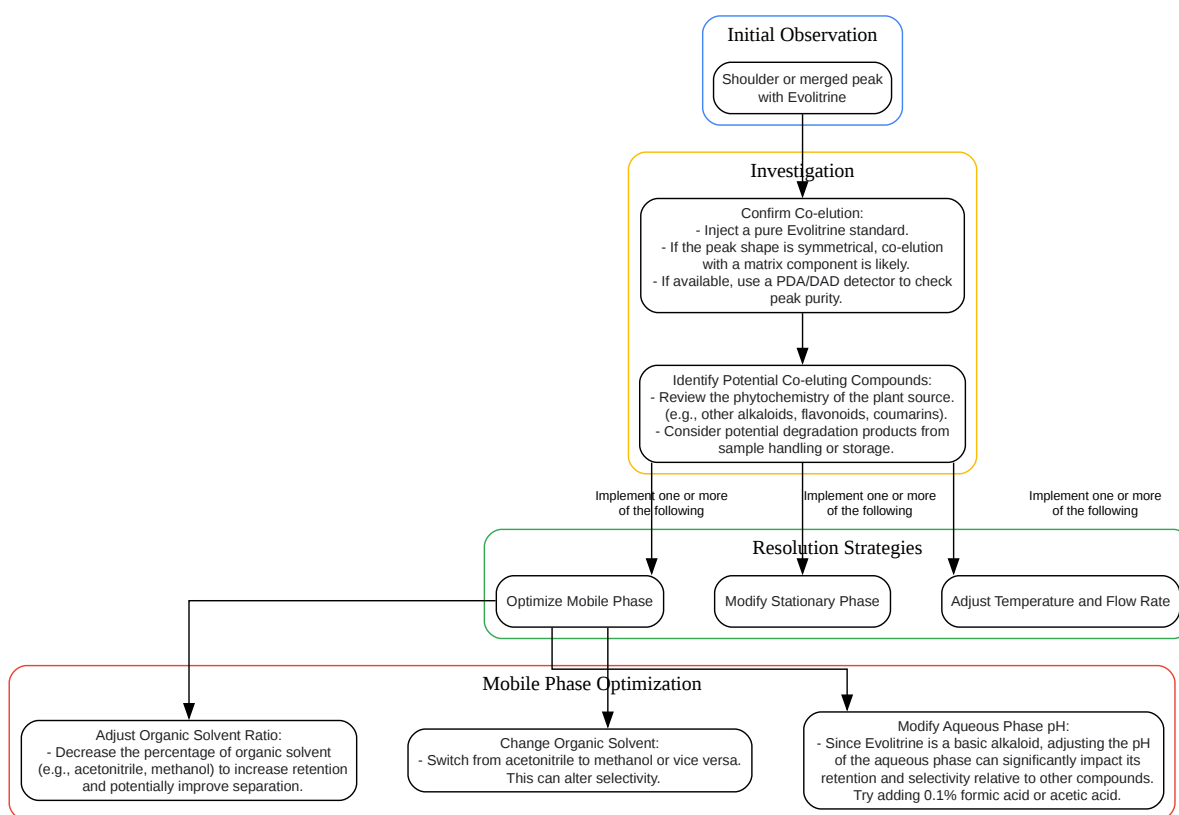 Initial Observation
Shoulder or merged peak
with Evolitrine
Investigation
Confirm Co-elution:
- Inject a pure Evolitrine standard.
- If the peak shape is symmetrical, co-elution
with a matrix component is likely.
- If available, use a PDA/DAD detector to check
peak purity.
Identify Potential Co-eluting Compounds:
- Review the phytochemistry of the plant source.
(e.g., other alkaloids, flavonoids, coumarins).
- Consider potential degradation products from
sample handling or storage.
Implement one or more
of the following
Implement one or more
of the following
Implement one or more
of the following
Resolution Strategies
Optimize Mobile Phase
Modify Stationary Phase
Adjust Temperature and Flow Rate
Mobile Phase Optimization
Adjust Organic Solvent Ratio:
- Decrease the percentage of organic solvent
(e.g., acetonitrile, methanol) to increase retention
and potentially improve separation.
Change Organic Solvent:
- Switch from acetonitrile to methanol or vice versa.
This can alter selectivity.
Modify Aqueous Phase pH:
- Since Evolitrine is a basic alkaloid, adjusting the pH
of the aqueous phase can significantly impact its
retention and selectivity relative to other compounds.
Try adding 0.1% formic acid or acetic acid.